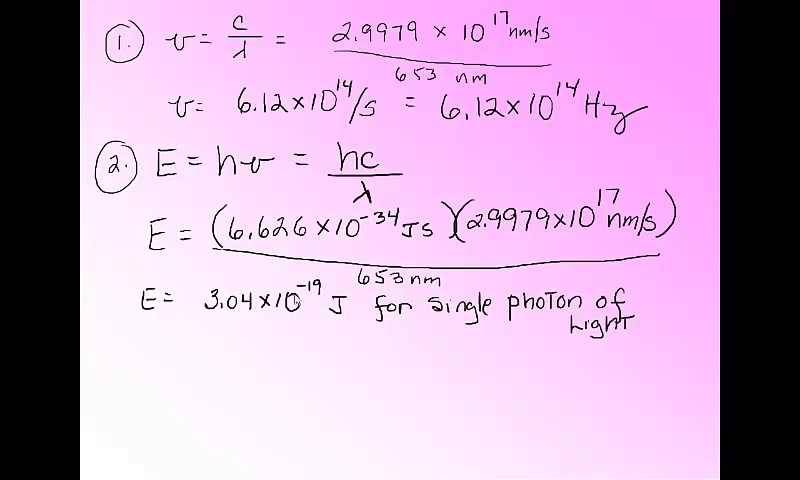 1. ν = c/λ = 2.9979 × 10^17 nm/s / 653 nm
ν = 6.12×10^14/s = 6.12×10^14 Hz
2. E = hν = hc/λ
E = (6.626×10^-34 Js)(2.9979×10^17 nm/s) / 653 nm
E = 3.04×10^-19 J for single photon of
Light